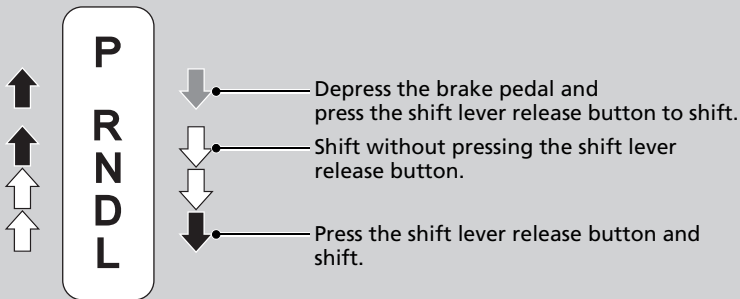 P
R
N
D
L
Depress the brake pedal and
press the shift lever release button to shift.
Shift without pressing the shift lever
release button.
Press the shift lever release button and
shift.